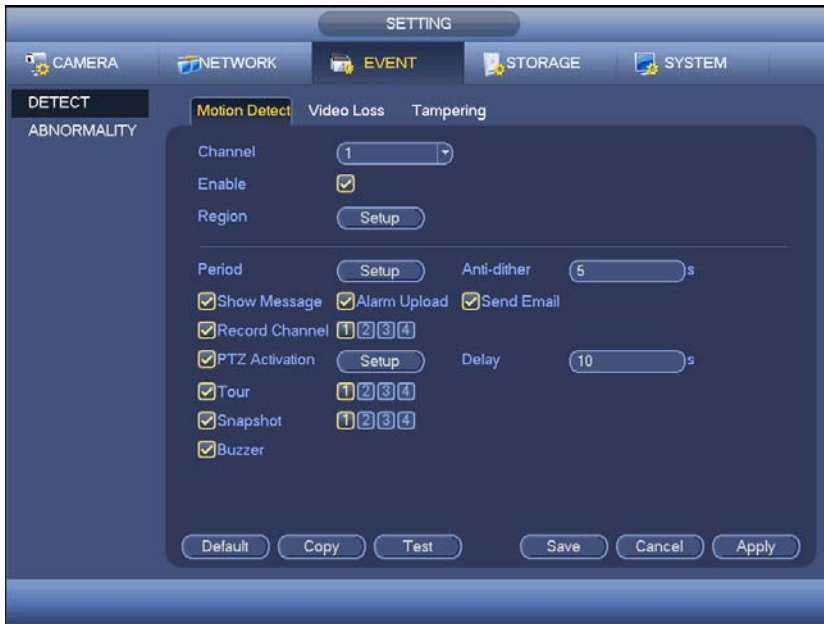 SETTING
CAMERA NETWORK EVENT STORAGE SYSTEM
DETECT
ABNORMALITY
Motion Detect Video Loss Tampering
Channel 1
Enable
Region Setup
Period Setup Anti-dither 5 s
Show Message Alarm Upload Send Email
Record Channel 1 2 3 4
PTZ Activation Setup Delay 10 s
Tour 1 2 3 4
Snapshot 1 2 3 4
Buzzer
Default Copy Test Save Cancel Apply